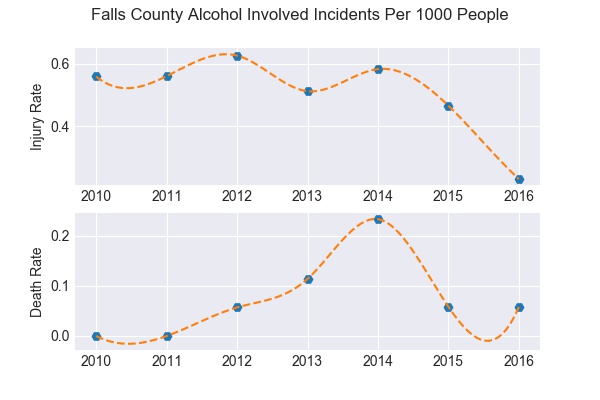 Falls County Alcohol Involved Incidents Per 1000 People
Injury Rate
0.6
0.4
2010 2011 2012 2013 2014 2015 2016
Death Rate
0.2
0.1
0.0
2010 2011 2012 2013 2014 2015 2016